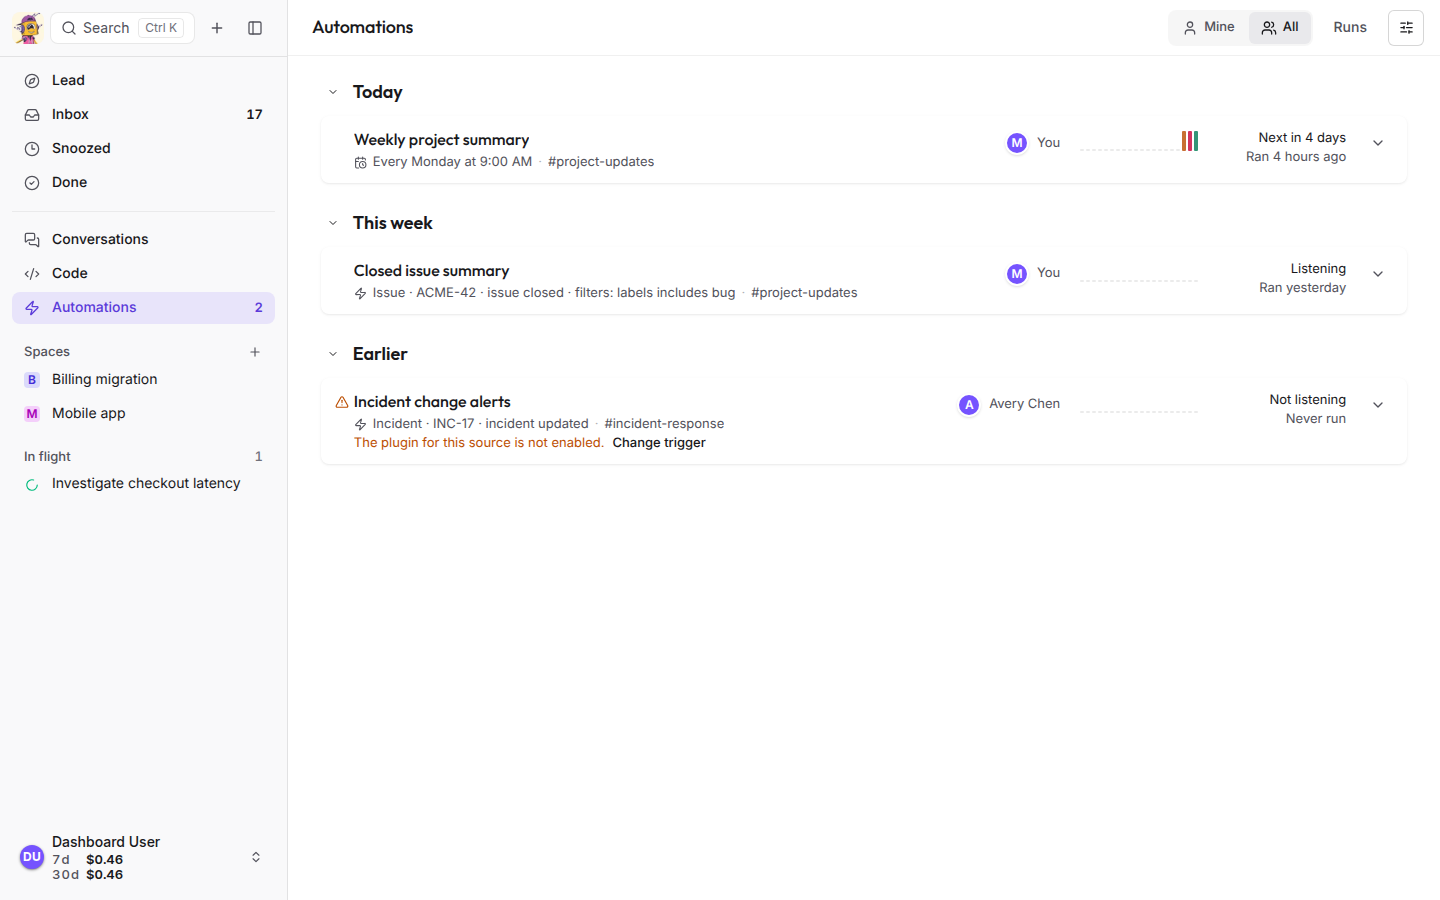 Search Ctrl K
Lead
Inbox 17
Snoozed
Done
Conversations
Code
Automations 2
Spaces
B Billing migration
M Mobile app
In flight 1
Investigate checkout latency
DU Dashboard User
7d $0.46
30d $0.46
Automations
Mine All Runs
Today
Weekly project summary
Every Monday at 9:00 AM · #project-updates
M You
Next in 4 days
Ran 4 hours ago
This week
Closed issue summary
Issue · ACME-42 · issue closed · filters: labels includes bug · #project-updates
M You
Listening
Ran yesterday
Earlier
Incident change alerts
Incident · INC-17 · incident updated · #incident-response
The plugin for this source is not enabled. Change trigger
A Avery Chen
Not listening
Never run